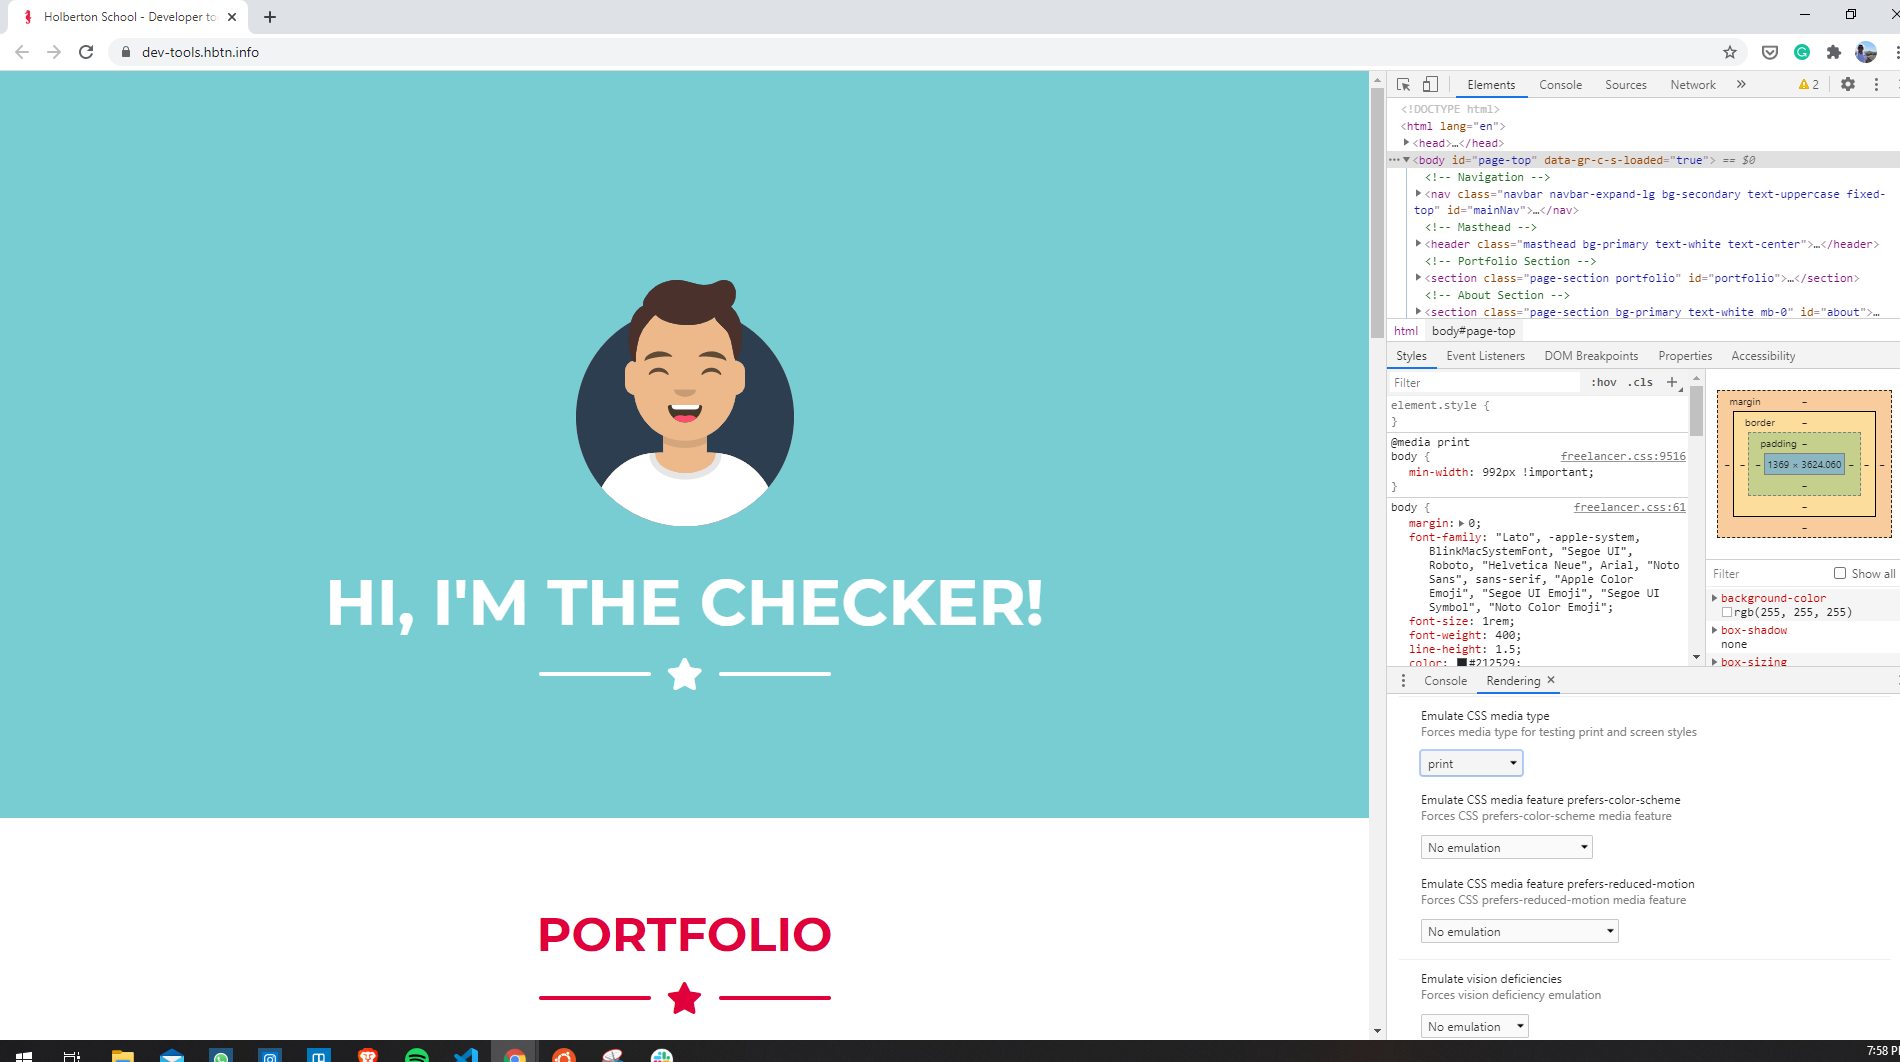 Holberton School - Developer to
dev-tools.hbtn.info
HI, I'M THE CHECKER!
PORTFOLIO
Elements Console Sources Network » 2
<!DOCTYPE html>
<html lang="en">
<head>…</head>
<body id="page-top" data-gr-c-s-loaded="true"> == $0
<!-- Navigation -->
<nav class="navbar navbar-expand-lg bg-secondary text-uppercase fixed-
top" id="mainNav">…</nav>
<!-- Masthead -->
<header class="masthead bg-primary text-white text-center">…</header>
<!-- Portfolio Section -->
<section class="page-section portfolio" id="portfolio">…</section>
<!-- About Section -->
<section class="page-section bg-primary text-white mb-0" id="about">…
html body#page-top
Styles Event Listeners DOM Breakpoints Properties Accessibility
Filter :hov .cls +
element.style {
}
@media print
body { freelancer.css:9516
min-width: 992px !important;
}
body { freelancer.css:61
margin: 0;
font-family: "Lato", -apple-system,
BlinkMacSystemFont, "Segoe UI",
Roboto, "Helvetica Neue", Arial, "Noto
Sans", sans-serif, "Apple Color
Emoji", "Segoe UI Emoji", "Segoe UI
Symbol", "Noto Color Emoji";
font-size: 1rem;
font-weight: 400;
line-height: 1.5;
color: #212529;
margin –
border –
padding –
– – – 1369 × 3624.060 – – –
–
–
–
Filter Show all
background-color
rgb(255, 255, 255)
box-shadow
none
box-sizing
Console Rendering
Emulate CSS media type
Forces media type for testing print and screen styles
print
Emulate CSS media feature prefers-color-scheme
Forces CSS prefers-color-scheme media feature
No emulation
Emulate CSS media feature prefers-reduced-motion
Forces CSS prefers-reduced-motion media feature
No emulation
Emulate vision deficiencies
Forces vision deficiency emulation
No emulation
7:58 P